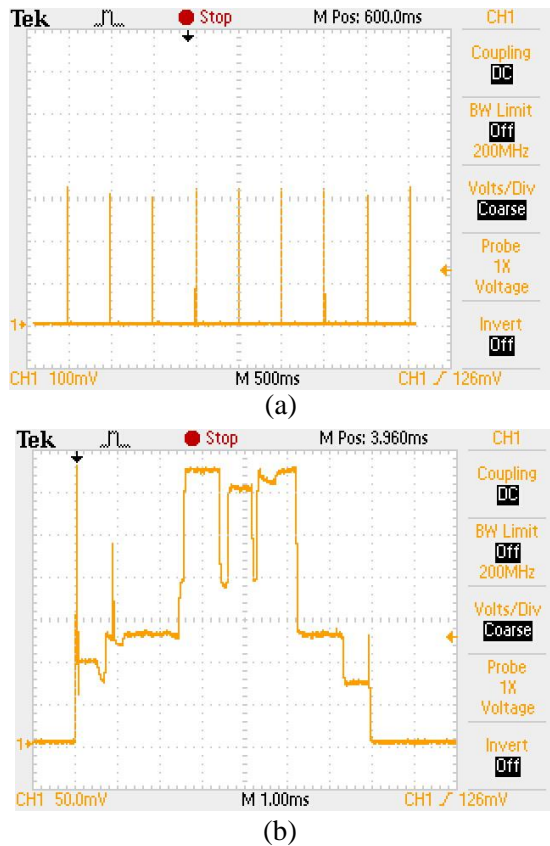 Tek Stop M Pos: 600.0ms CH1
Coupling
DC
BW Limit
Off
200MHz
Volts/Div
Coarse
Probe
1X
Voltage
1
Invert
Off
CH1 100mV M 500ms CH1 126mV
(a)
Tek Stop M Pos: 3.960ms CH1
Coupling
DC
BW Limit
Off
200MHz
Volts/Div
Coarse
Probe
1X
Voltage
1
Invert
Off
CH1 50.0mV M 1.00ms CH1 126mV
(b)